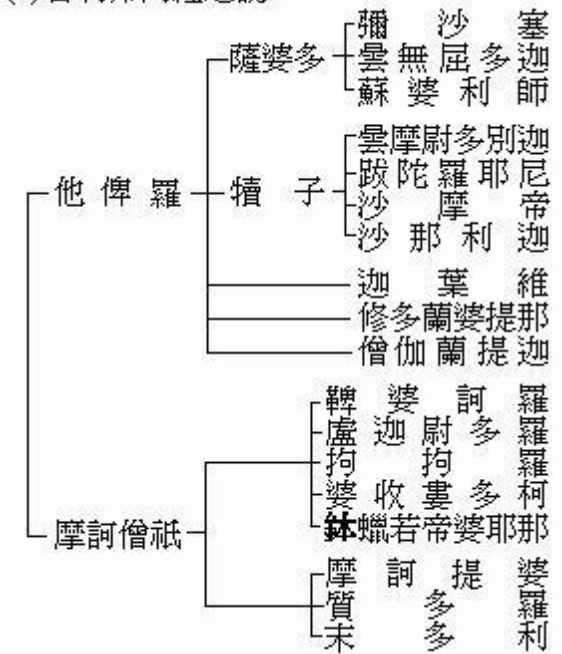 彌沙塞
薩婆多
曇無屈多迦
蘇婆利師
曇摩尉多別迦
跋陀羅耶尼
他俾羅
犢子
沙摩帝
沙那利迦
迦葉維
修多蘭婆提那
僧伽蘭提迦
鞞婆訶羅
盧迦尉多羅
拘拘羅
婆收婁多柯
摩訶僧祇
鉢蠟若帝婆耶那
摩訶提婆
質多羅
末多利